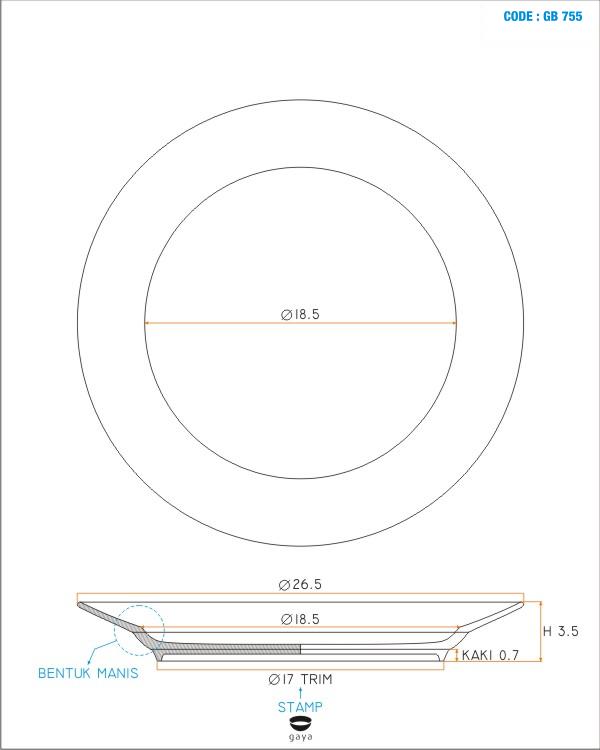 CODE : GB 755
Ø18.5
Ø26.5
Ø18.5
H 3.5
KAKI 0.7
BENTUK MANIS
Ø17 TRIM
STAMP
gaya